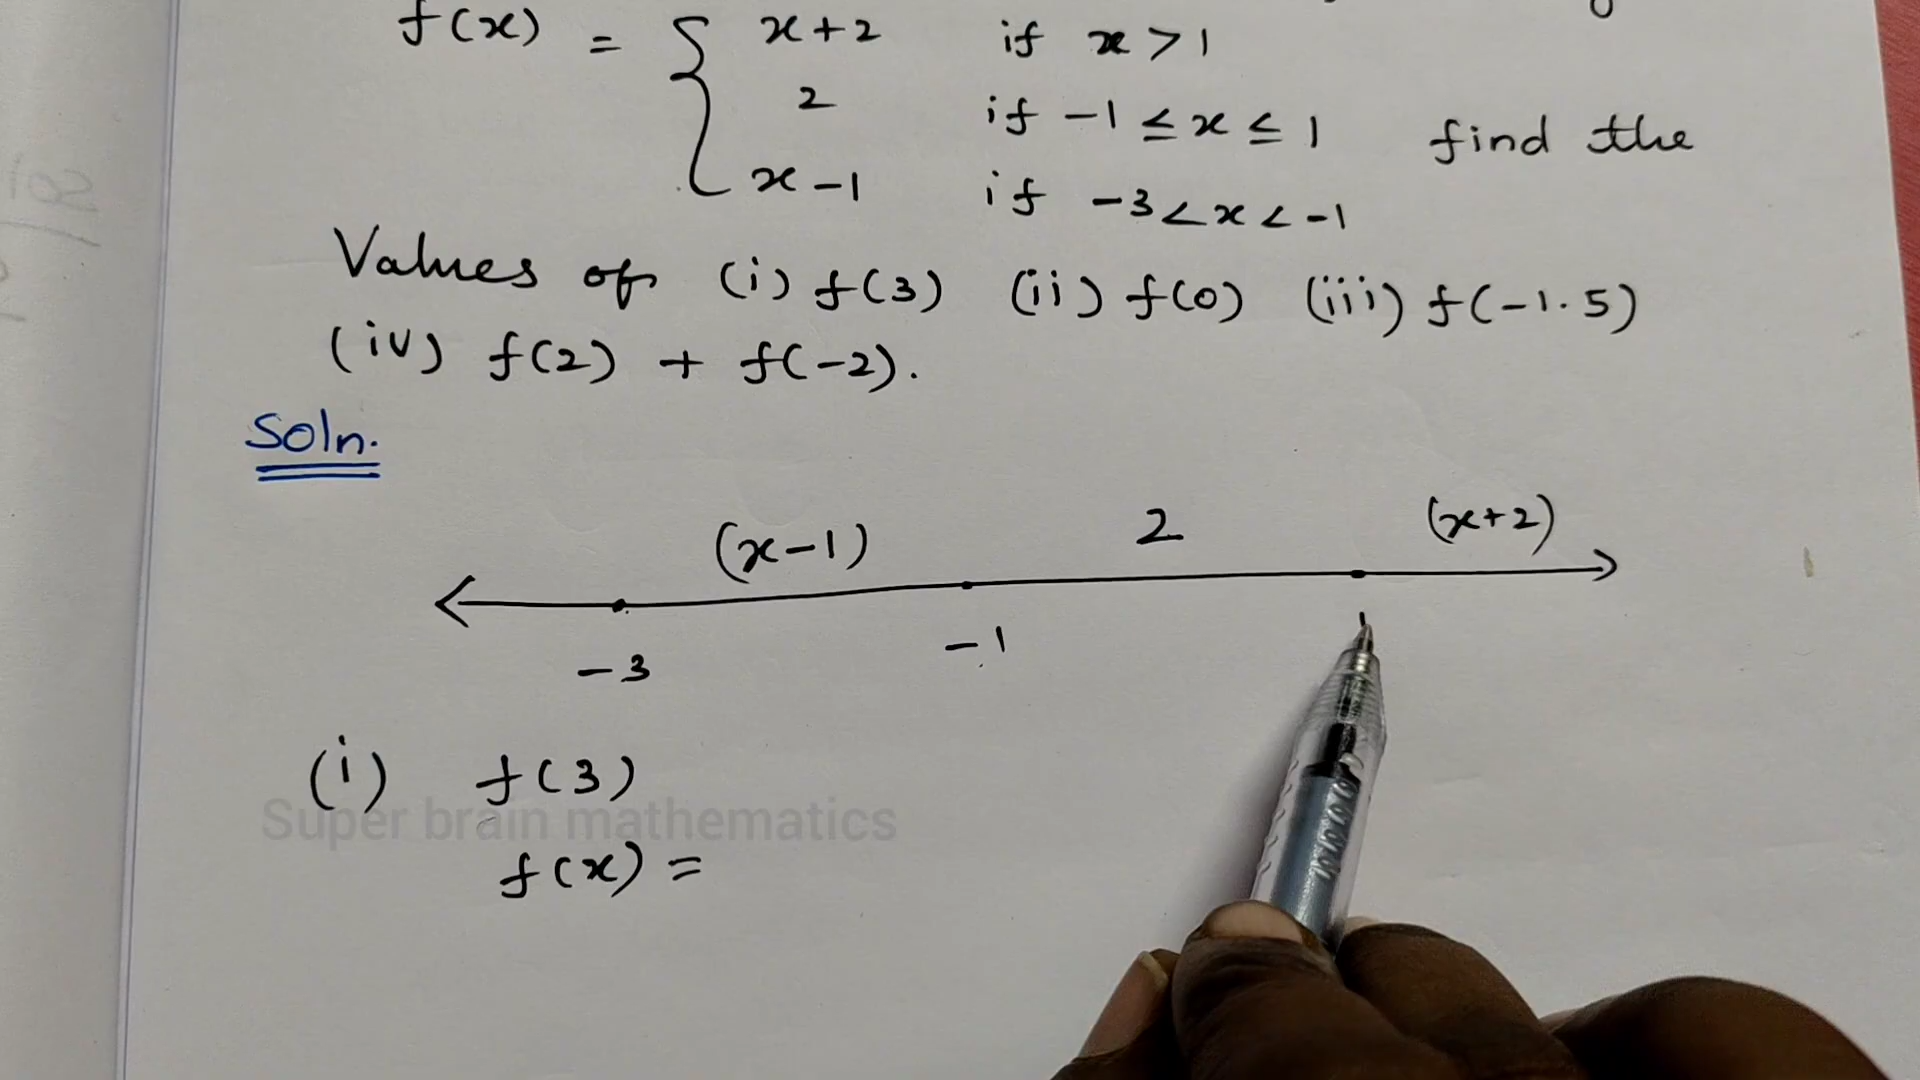 f(x) = { x+2 if x > 1
2 if -1 ≤ x ≤ 1 find the
x-1 if -3 < x < -1
Values of (i) f(3) (ii) f(0) (iii) f(-1.5)
(iv) f(2) + f(-2).
Soln.
(x-1) 2 (x+2)
-3 -1 1
(i) f(3)
Super brain mathematics
f(x) =